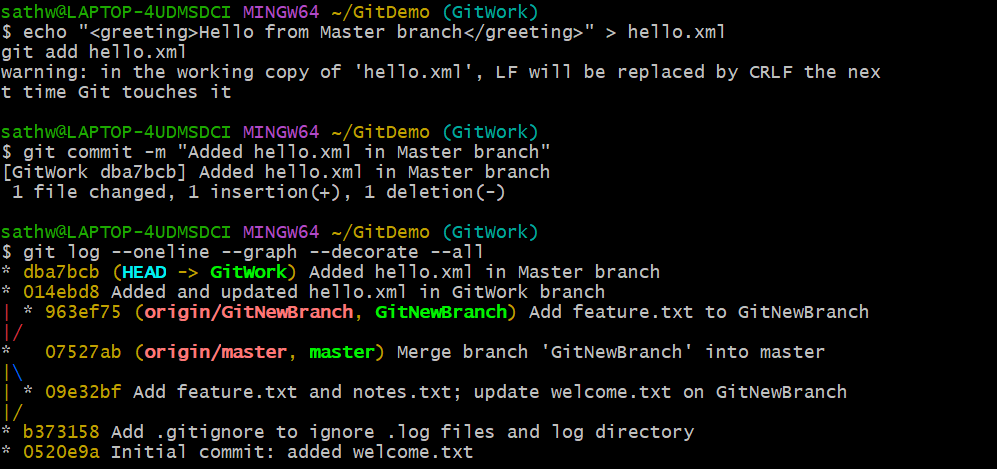 sathw@LAPTOP-4UDMSDCI MINGW64 ~/GitDemo (GitWork)
$ echo "<greeting>Hello from Master branch</greeting>" > hello.xml
git add hello.xml
warning: in the working copy of 'hello.xml', LF will be replaced by CRLF the nex
t time Git touches it

sathw@LAPTOP-4UDMSDCI MINGW64 ~/GitDemo (GitWork)
$ git commit -m "Added hello.xml in Master branch"
[GitWork dba7bcb] Added hello.xml in Master branch
 1 file changed, 1 insertion(+), 1 deletion(-)

sathw@LAPTOP-4UDMSDCI MINGW64 ~/GitDemo (GitWork)
$ git log --oneline --graph --decorate --all
* dba7bcb (HEAD -> GitWork) Added hello.xml in Master branch
* 014ebd8 Added and updated hello.xml in GitWork branch
| * 963ef75 (origin/GitNewBranch, GitNewBranch) Add feature.txt to GitNewBranch
|/
*   07527ab (origin/master, master) Merge branch 'GitNewBranch' into master
|\
| * 09e32bf Add feature.txt and notes.txt; update welcome.txt on GitNewBranch
|/
* b373158 Add .gitignore to ignore .log files and log directory
* 0520e9a Initial commit: added welcome.txt